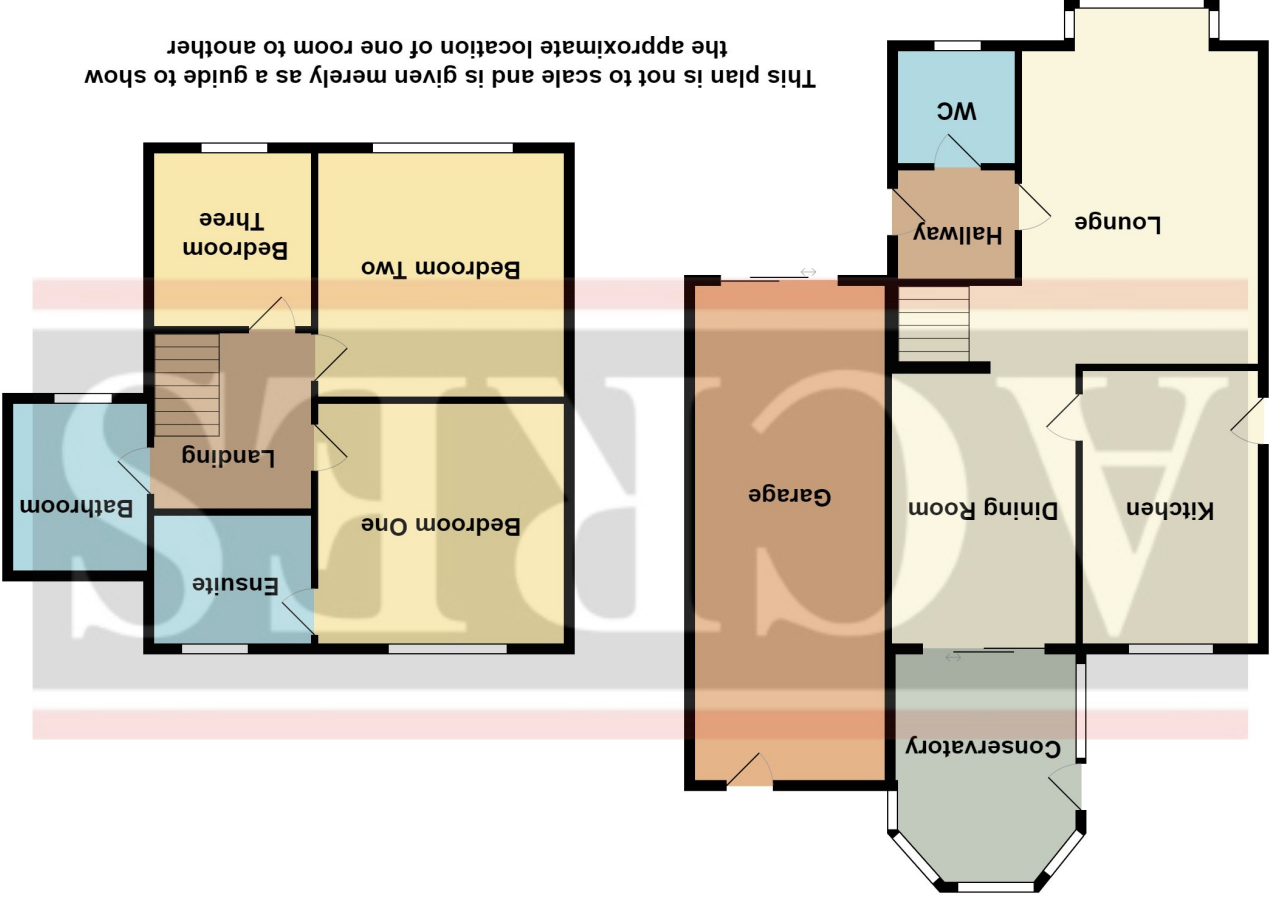 Conservatory
Kitchen
Dining Room
Garage
Lounge
Hallway
WC
Ensuite
Bedroom One
Bathroom
Landing
Bedroom Two
Bedroom
Three
ACRES
This plan is not to scale and is given merely as a guide to show
the approximate location of one room to another